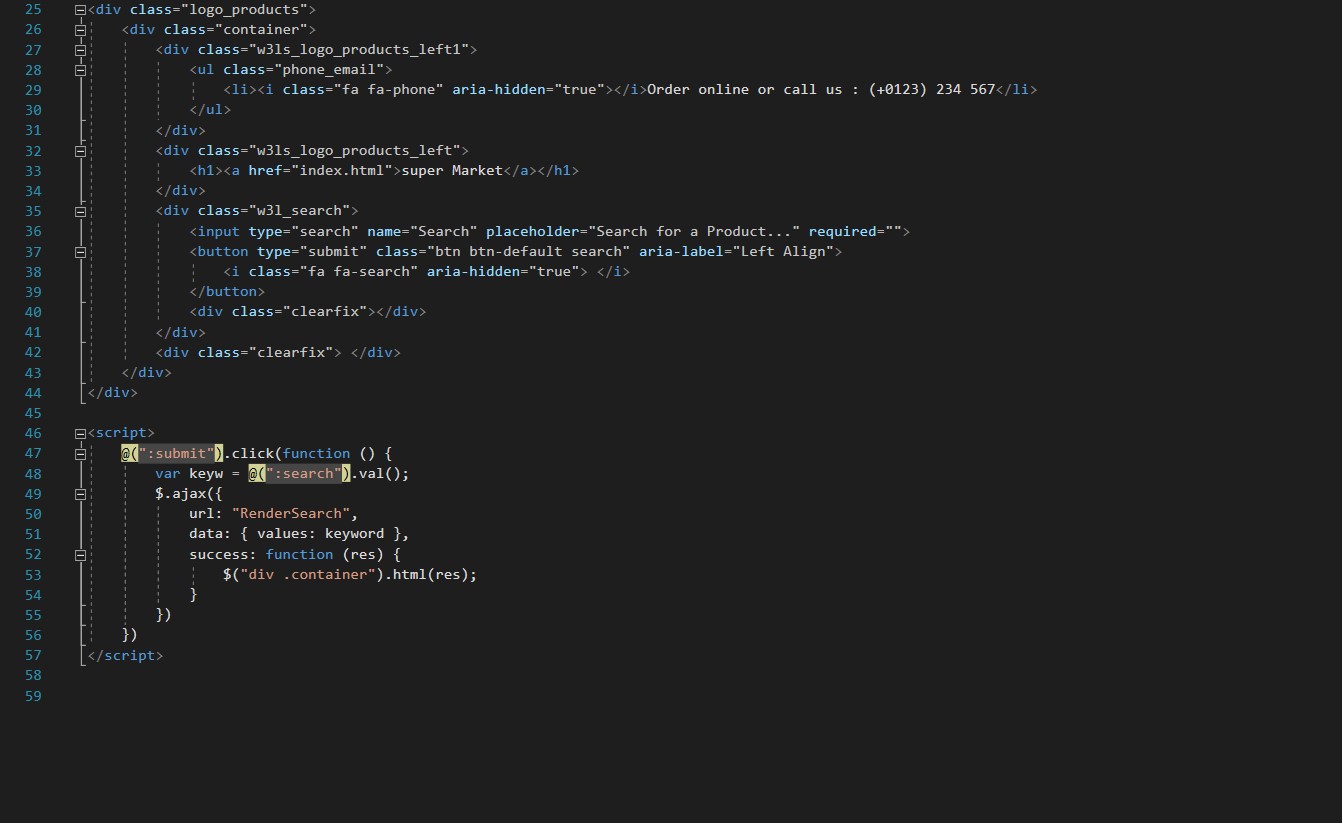 25 <div class="logo_products">
26 <div class="container">
27 <div class="w3ls_logo_products_left1">
28 <ul class="phone_email">
29 <li><i class="fa fa-phone" aria-hidden="true"></i>Order online or call us : (+0123) 234 567</li>
30 </ul>
31 </div>
32 <div class="w3ls_logo_products_left">
33 <h1><a href="index.html">super Market</a></h1>
34 </div>
35 <div class="w3l_search">
36 <input type="search" name="Search" placeholder="Search for a Product..." required="">
37 <button type="submit" class="btn btn-default search" aria-label="Left Align">
38 <i class="fa fa-search" aria-hidden="true"> </i>
39 </button>
40 <div class="clearfix"></div>
41 </div>
42 <div class="clearfix"> </div>
43 </div>
44 </div>
45
46 <script>
47 @(":submit").click(function () {
48 var keyw = @(":search").val();
49 $.ajax({
50 url: "RenderSearch",
51 data: { values: keyword },
52 success: function (res) {
53 $("div .container").html(res);
54 }
55 })
56 })
57 </script>
58
59